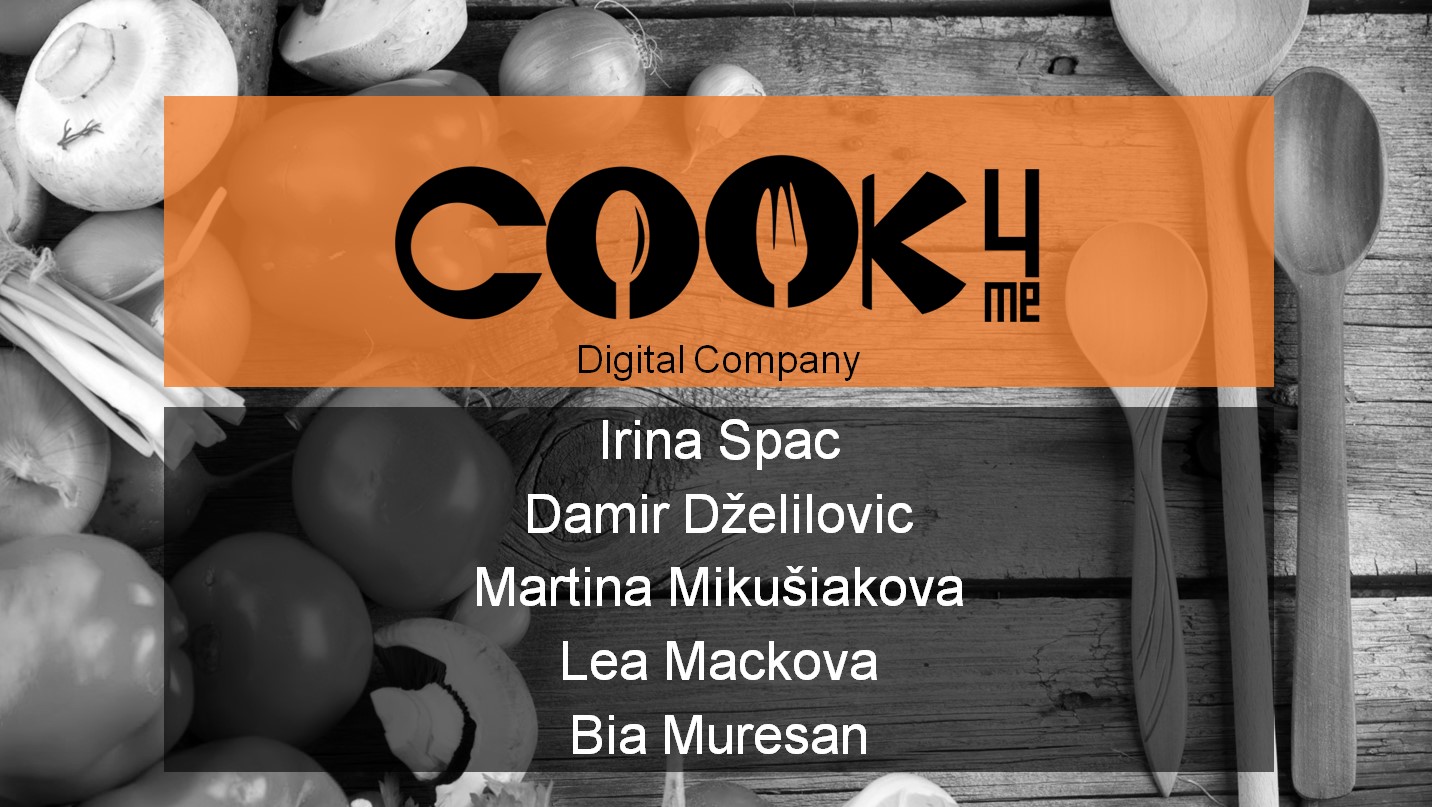 COOK 4 me
Digital Company
Irina Spac
Damir Dželilovic
Martina Mikušiakova
Lea Mackova
Bia Muresan